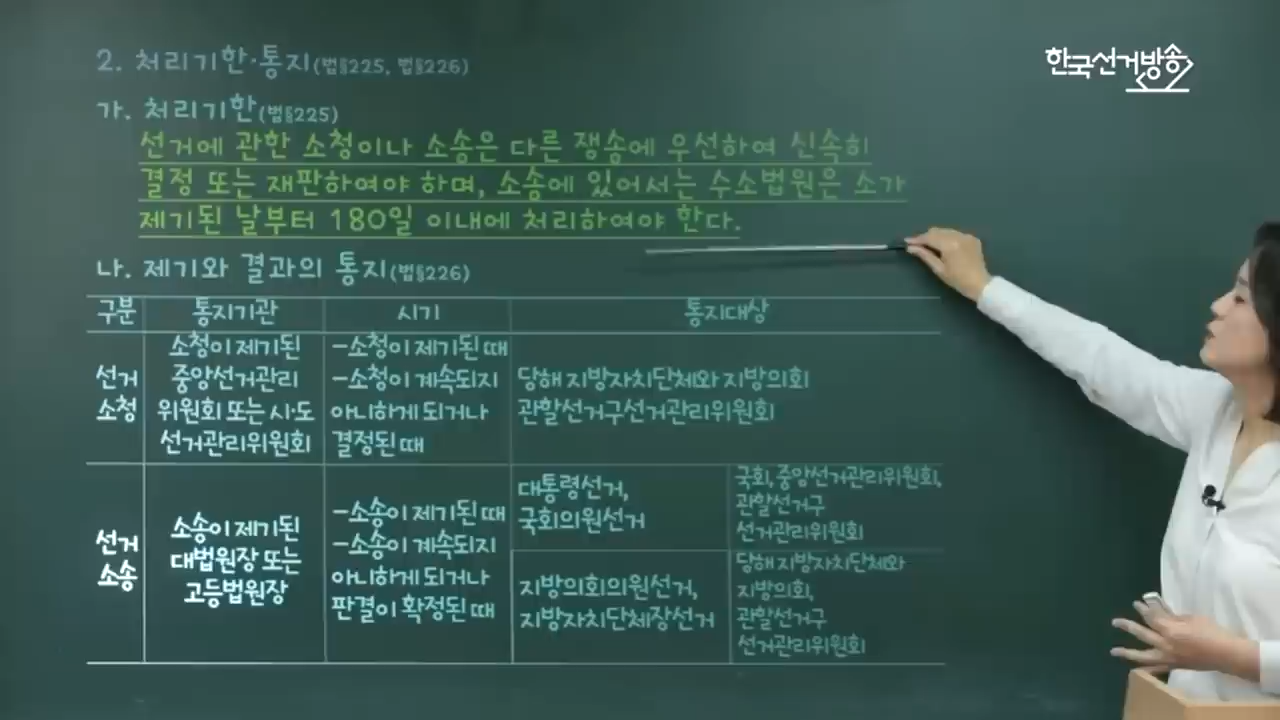 한국선거방송
2. 처리기한·통지(법§225, 법§226)
가. 처리기한(법§225)
선거에 관한 소청이나 소송은 다른 쟁송에 우선하여 신속히
결정 또는 재판하여야 하며, 소송에 있어서는 수소법원은 소가
제기된 날부터 180일 이내에 처리하여야 한다.
나. 제기와 결과의 통지(법§226)
구분 통지기관 시기 통지대상
선거
소청
소청이 제기된
중앙선거관리
위원회 또는 시·도
선거관리위원회
-소청이 제기된 때
-소청이 계속되지
아니하게 되거나
결정된 때
당해 지방자치단체와 지방의회
관할선거구선거관리위원회
선거
소송
소송이 제기된
대법원장 또는
고등법원장
-소송이 제기된 때
-소송이 계속되지
아니하게 되거나
판결이 확정된 때
대통령선거,
국회의원선거
국회, 중앙선거관리위원회,
관할선거구
선거관리위원회
지방의회의원선거,
지방자치단체장선거
당해 지방자치단체와
지방의회,
관할선거구
선거관리위원회